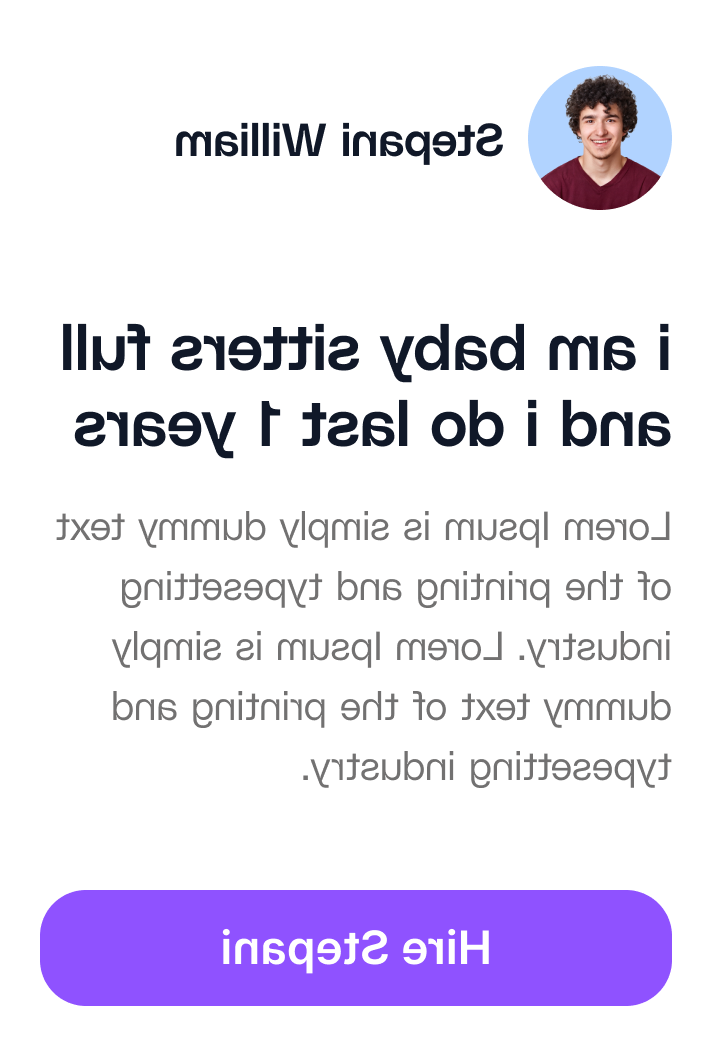 Stepani William
i am baby sitters full
and i do last 1 years
Lorem Ipsum is simply dummy text
of the printing and typesetting
industry. Lorem Ipsum is simply
dummy text of the printing and
typesetting industry.
Hire Stepani